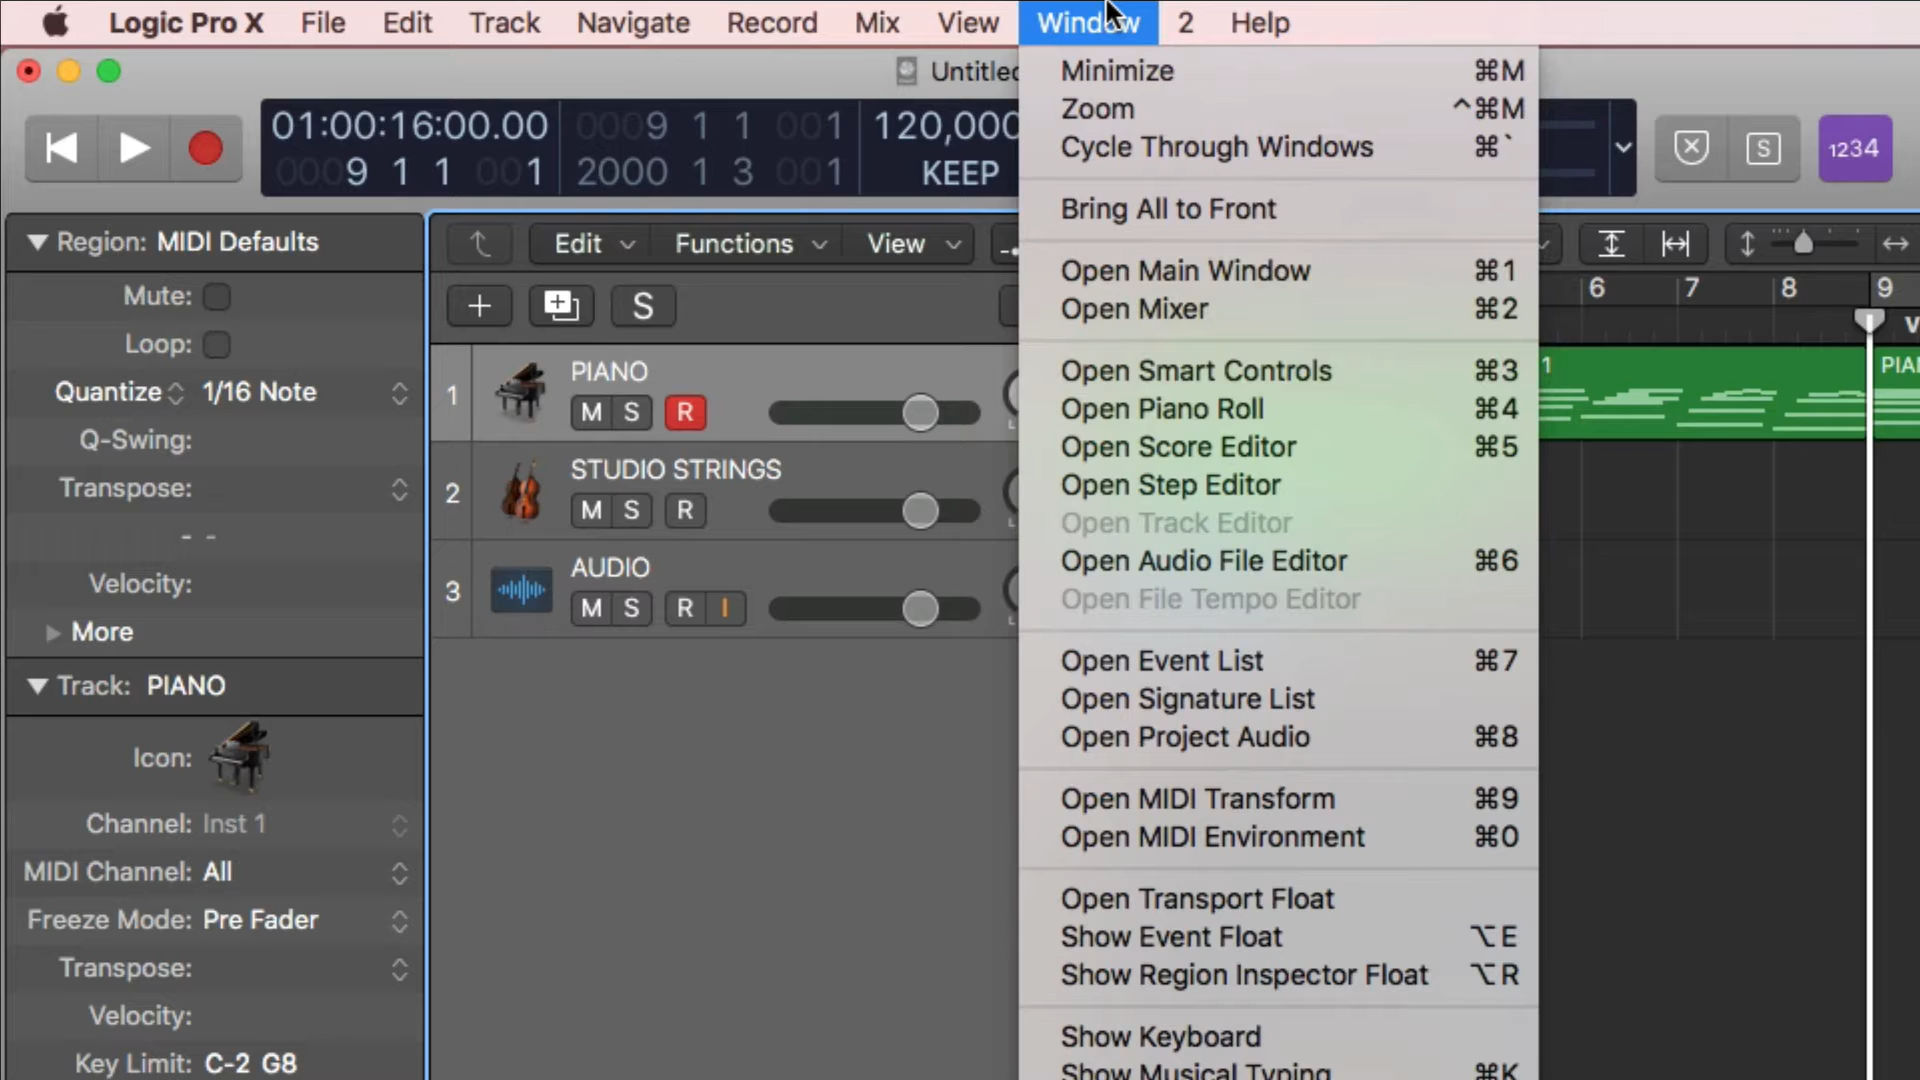 Logic Pro X File Edit Track Navigate Record Mix View Window 2 Help
Untitled
01:00:16:00.00 0009 1 1 001 120,000
0009 1 1 001 2000 1 3 001 KEEP
S 1234
Minimize ⌘M
Zoom ^⌘M
Cycle Through Windows ⌘`
Bring All to Front
Open Main Window ⌘1
Open Mixer ⌘2
Open Smart Controls ⌘3
Open Piano Roll ⌘4
Open Score Editor ⌘5
Open Step Editor
Open Track Editor
Open Audio File Editor ⌘6
Open File Tempo Editor
Open Event List ⌘7
Open Signature List
Open Project Audio ⌘8
Open MIDI Transform ⌘9
Open MIDI Environment ⌘0
Open Transport Float
Show Event Float ⌥E
Show Region Inspector Float ⌥R
Show Keyboard
Show Musical Typing ⌘K
Region: MIDI Defaults
Mute:
Loop:
Quantize 1/16 Note
Q-Swing:
Transpose:
- -
Velocity:
More
Track: PIANO
Icon:
Channel: Inst 1
MIDI Channel: All
Freeze Mode: Pre Fader
Transpose:
Velocity:
Key Limit: C-2 G8
Edit Functions View
+ S
1 PIANO
M S R
2 STUDIO STRINGS
M S R
3 AUDIO
M S R I
6 7 8 9
V
1 PIA